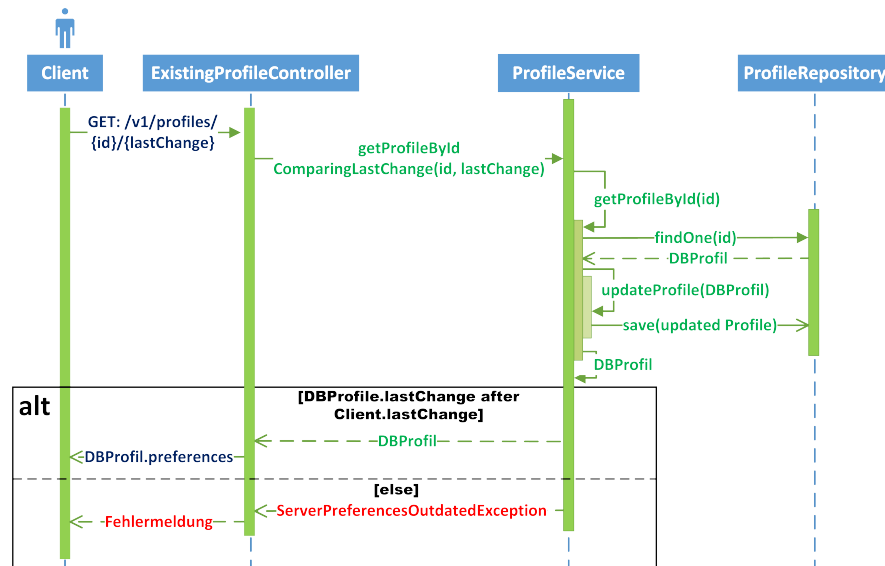 Client
ExistingProfileController
ProfileService
ProfileRepository
GET: /v1/profiles/
{id}/{lastChange}
getProfileById
ComparingLastChange(id, lastChange)
getProfileById(id)
findOne(id)
DBProfil
updateProfile(DBProfil)
save(updated Profile)
DBProfil
alt
[DBProfile.lastChange after
Client.lastChange]
DBProfil
DBProfil.preferences
[else]
ServerPreferencesOutdatedException
Fehlermeldung